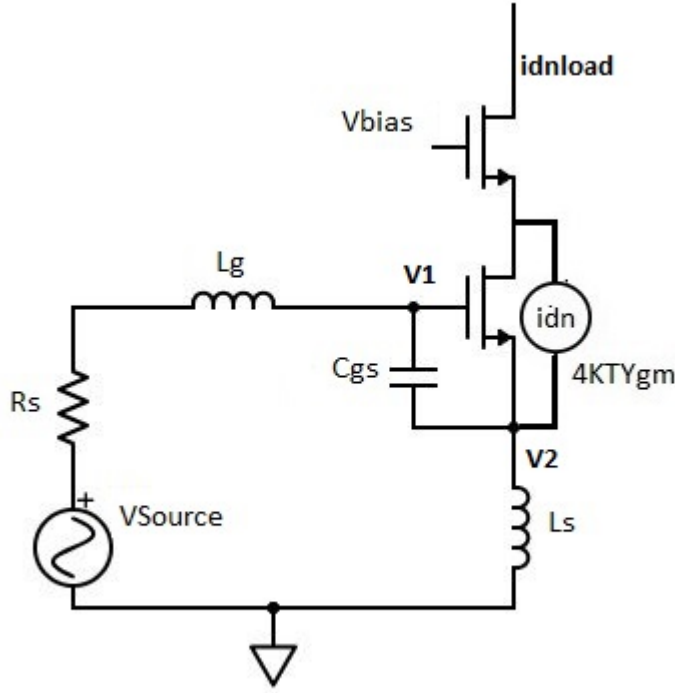 idnload
Vbias
Lg
V1
idn
Cgs
4KTYgm
Rs
V2
+
VSource
Ls